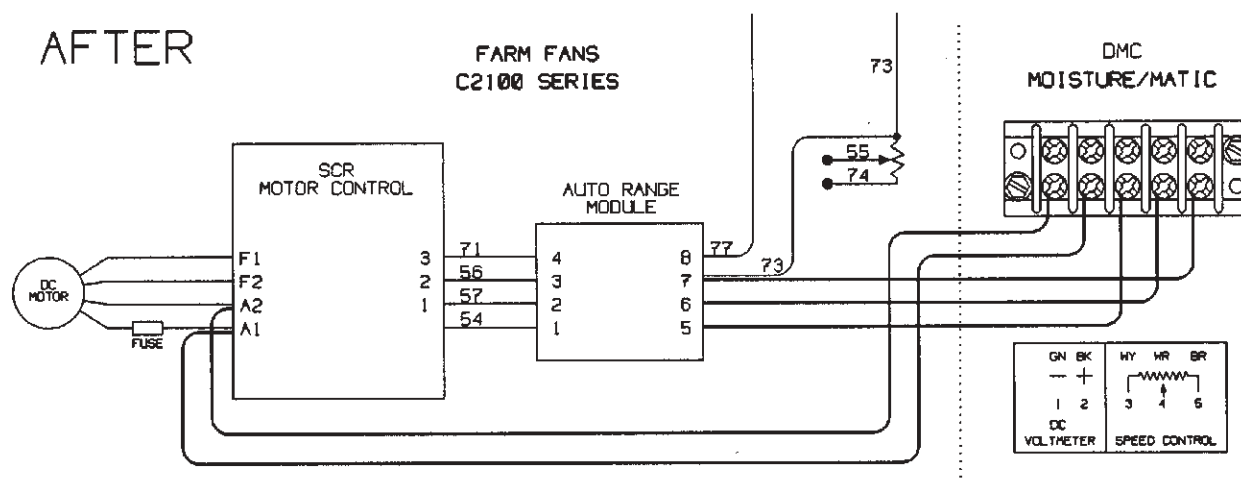 AFTER
FARM FANS
C2100 SERIES
DMC
MOISTURE/MATIC
73
55
74
SCR
MOTOR CONTROL
AUTO RANGE
MODULE
DC
MOTOR
FUSE
F1
F2
A2
A1
3
2
1
71
56
57
54
4
3
2
1
8
7
6
5
77
73
GN BK WY WR BR
— +
1 2 3 4 5
DC
VOLTMETER SPEED CONTROL